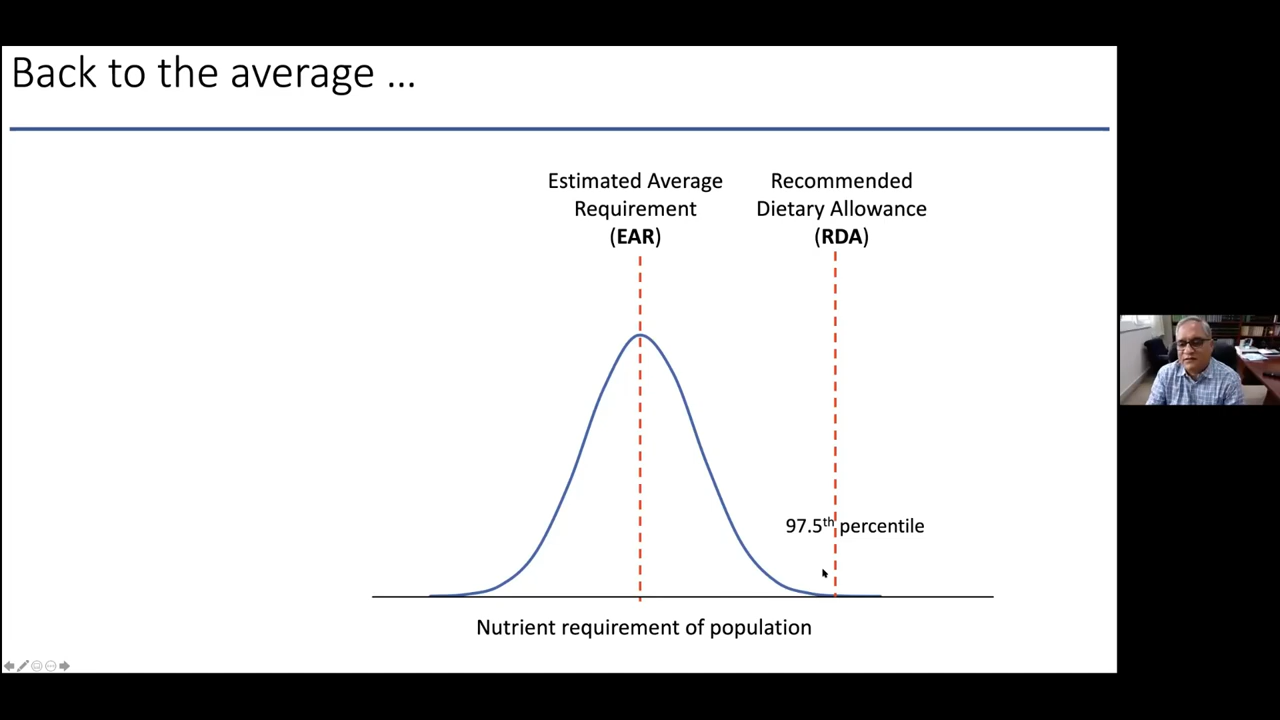 Back to the average ...
Estimated Average
Requirement
(EAR)
Recommended
Dietary Allowance
(RDA)
97.5th percentile
Nutrient requirement of population